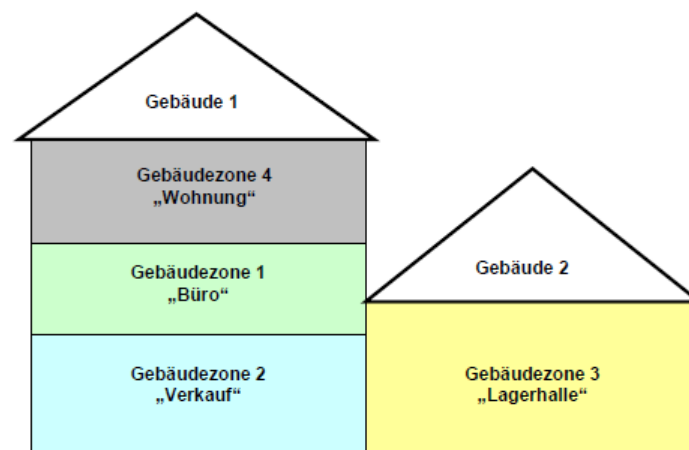 Gebäude 1
Gebäudezone 4
„Wohnung“
Gebäudezone 1
„Büro“
Gebäude 2
Gebäudezone 2
„Verkauf“
Gebäudezone 3
„Lagerhalle“